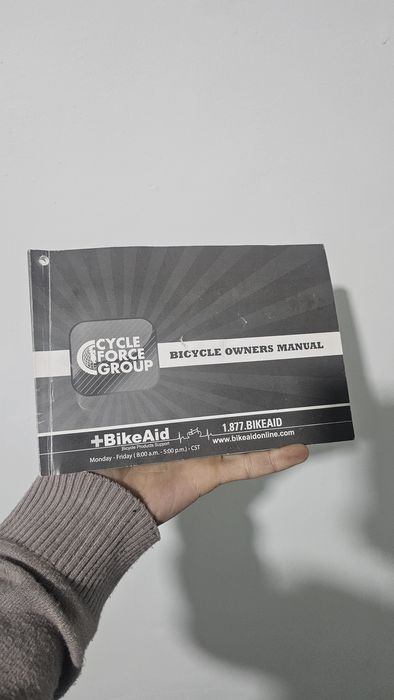 CYCLE
FORCE
GROUP
BICYCLE OWNERS MANUAL
+BikeAid
Bicycle Products Support
1.877.BIKEAID
www.bikeaidonline.com
Monday - Friday ( 8:00 a.m. - 5:00 p.m.) - CST